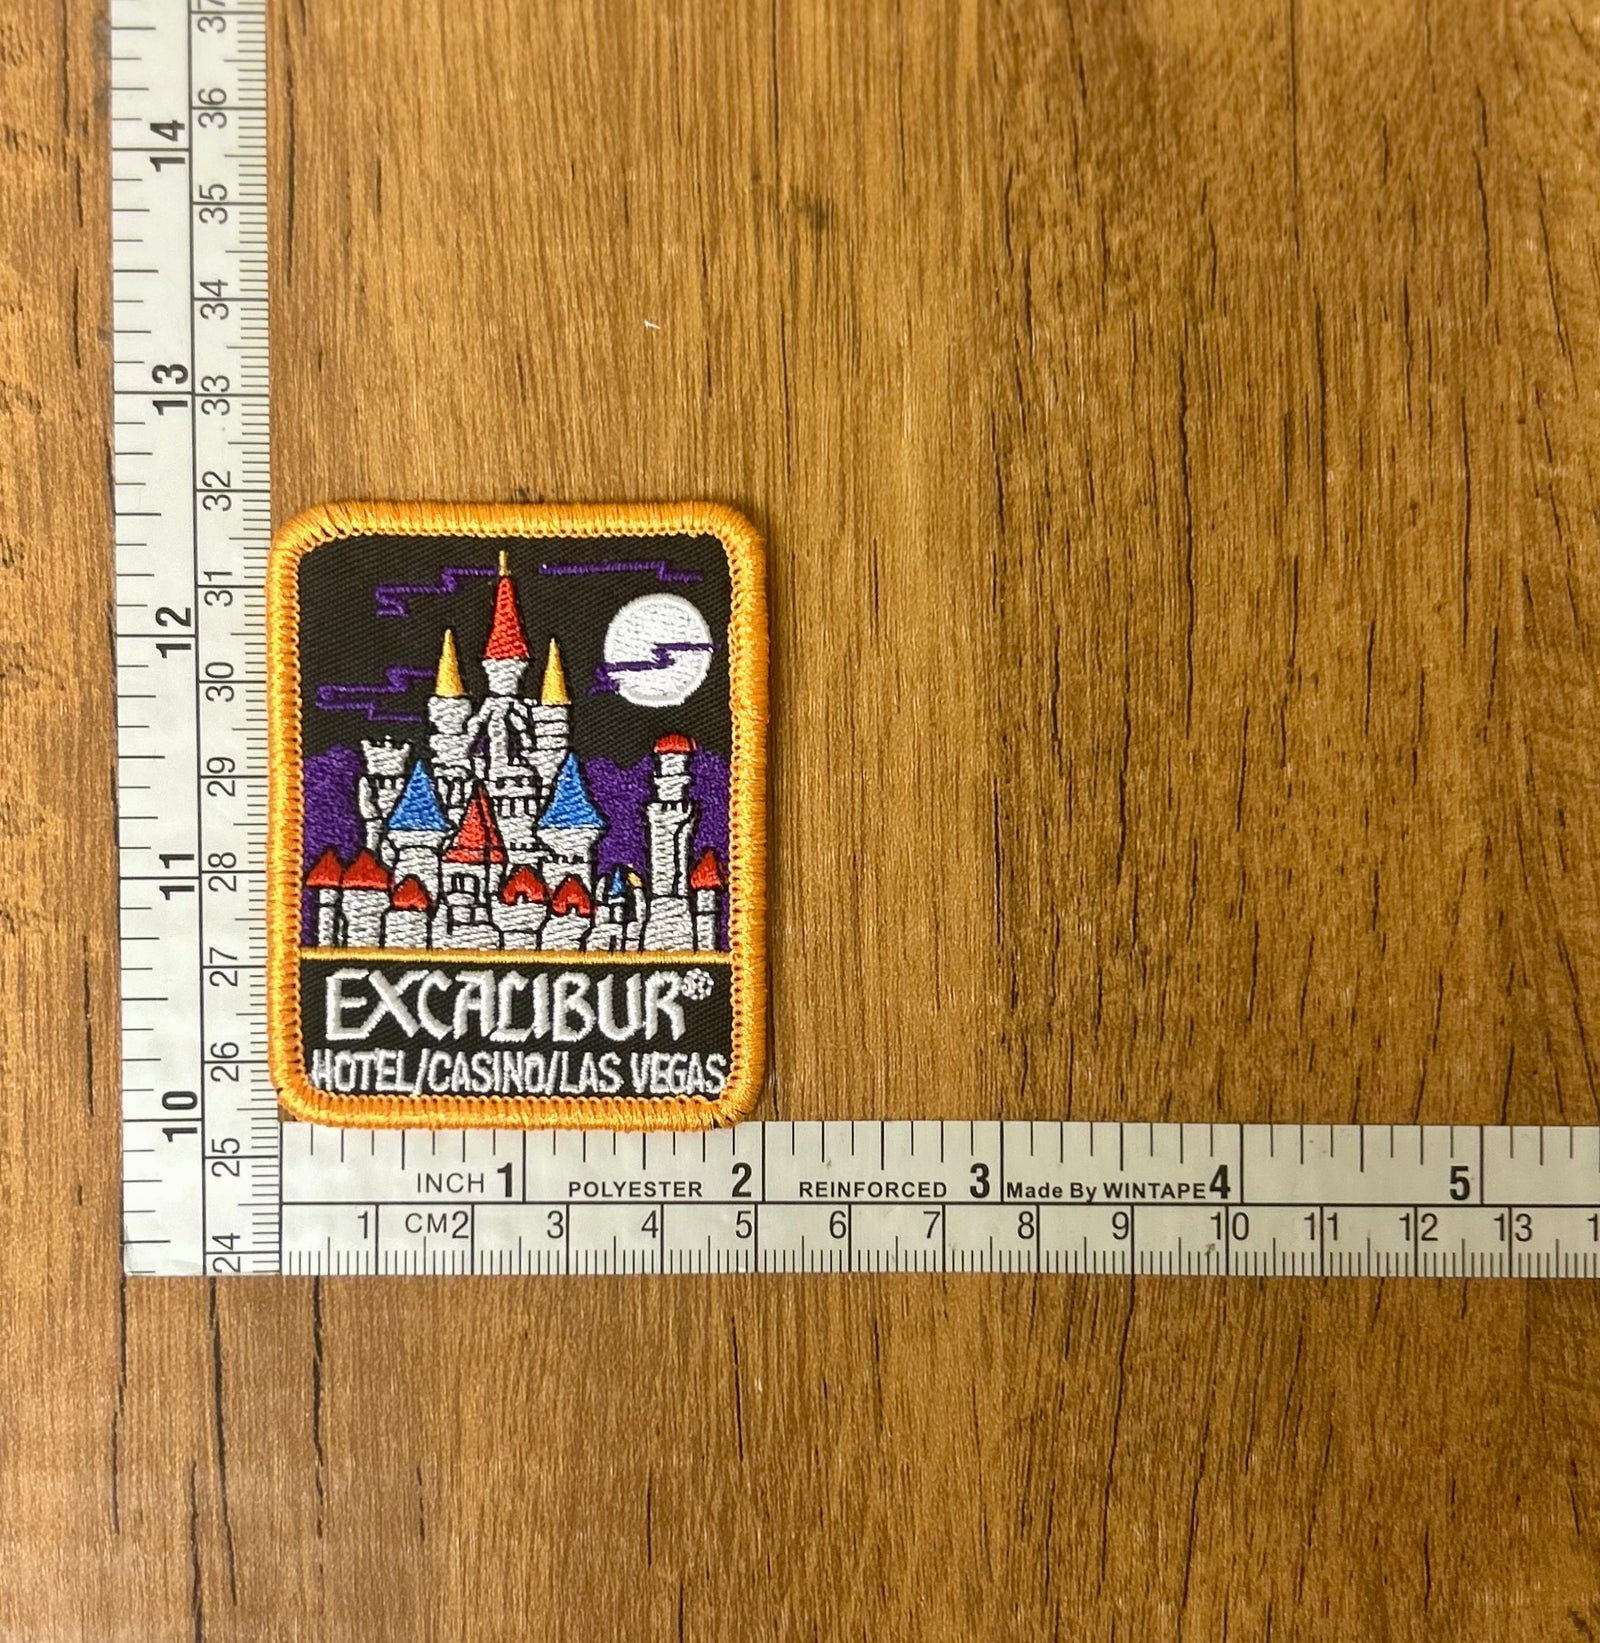 EXCALIBUR®
HOTEL/CASINO/LAS VEGAS
INCH 1 POLYESTER 2 REINFORCED 3 Made By WINTAPE 4 5
1 CM 2 3 4 5 6 7 8 9 10 11 12 13
14 13 12 11 10
37 36 35 34 33 32 31 30 29 28 27 26 25 24